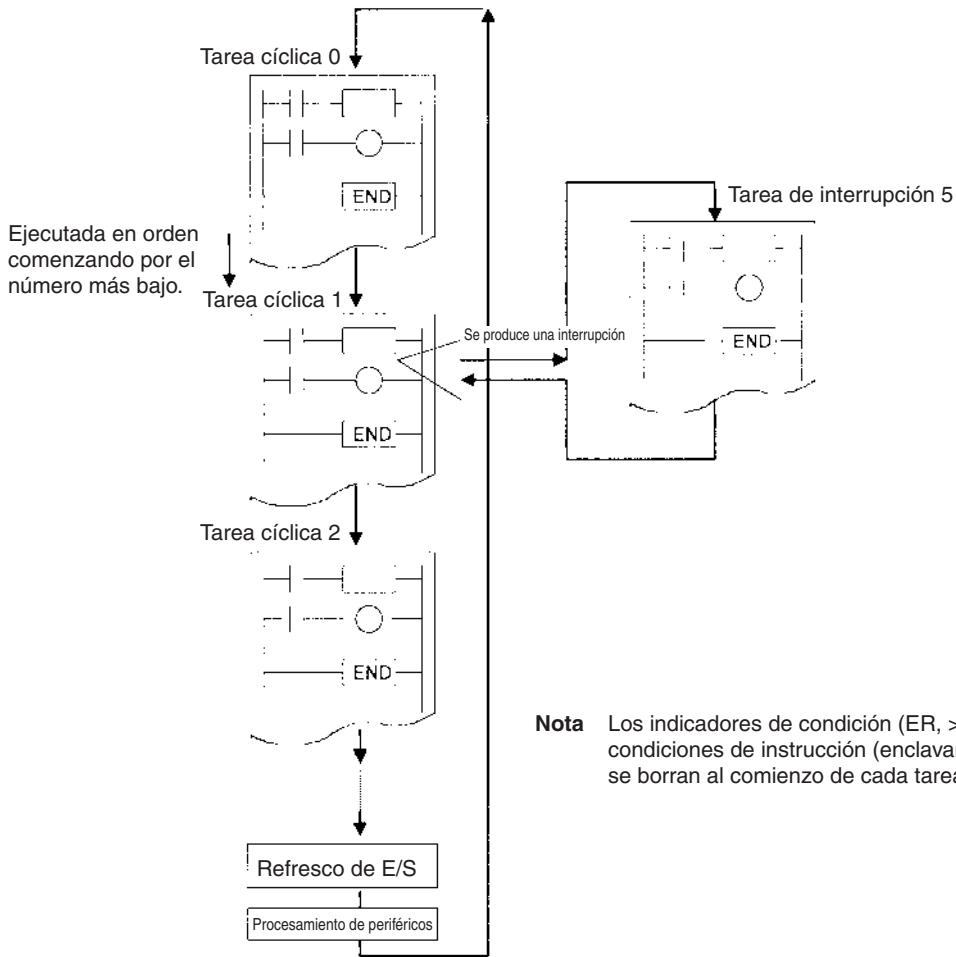 Tarea cíclica 0
END
Ejecutada en orden
comenzando por el
número más bajo.
Tarea cíclica 1
Se produce una interrupción
END
Tarea de interrupción 5
END
Tarea cíclica 2
END
Nota Los indicadores de condición (ER, >
condiciones de instrucción (enclavar
se borran al comienzo de cada tarea
Refresco de E/S
Procesamiento de periféricos